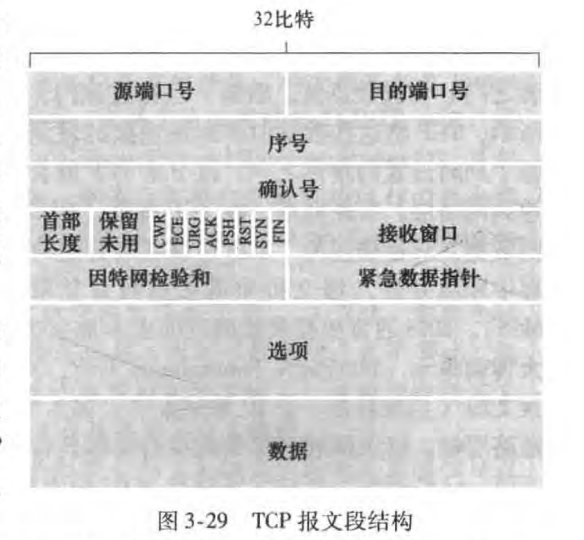 32比特
源端口号 目的端口号
序号
确认号
首部长度 保留未用 CWR ECE URG ACK PSH RST SYN FIN 接收窗口
因特网检验和 紧急数据指针
选项
数据
图 3-29 TCP 报文段结构